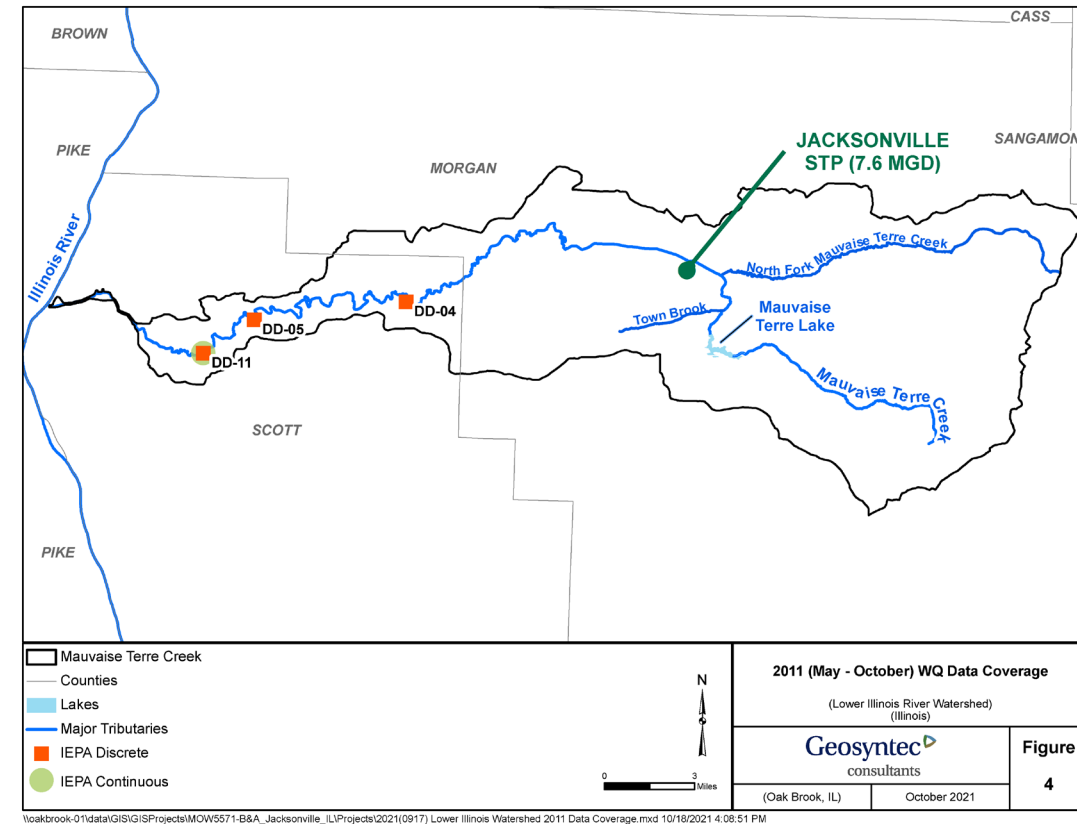 CASS
BROWN
JACKSONVILLE
STP (7.6 MGD)
SANGAMON
PIKE
MORGAN
Illinois River
North Fork Mauvaise Terre Creek
DD-04
Town Brook
Mauvaise
Terre Lake
DD-05
DD-11
Mauvaise Terre Creek
SCOTT
PIKE
Mauvaise Terre Creek
Counties
Lakes
Major Tributaries
IEPA Discrete
IEPA Continuous
N
0 3
Miles
2011 (May - October) WQ Data Coverage
(Lower Illinois River Watershed)
(Illinois)
Geosyntec
consultants
Figure
4
(Oak Brook, IL)
October 2021
\\oakbrook-01\data\GIS\GISProjects\MOW5571-B&A_Jacksonville_IL\Projects\2021(0917) Lower Illinois Watershed 2011 Data Coverage.mxd 10/18/2021 4:08:51 PM